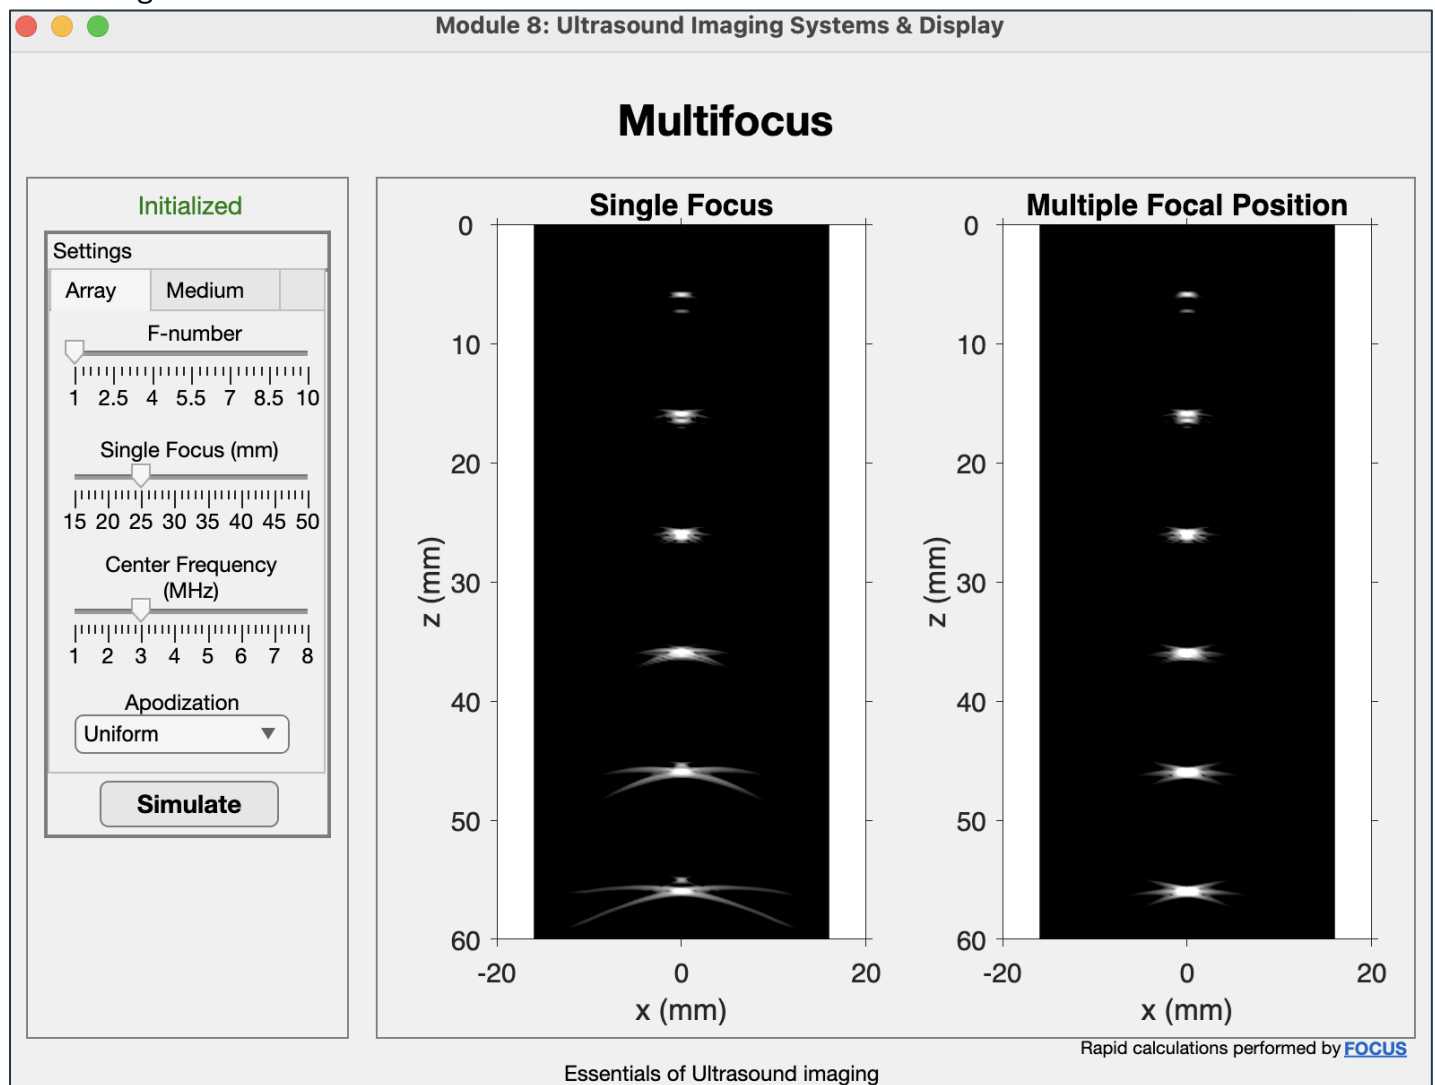 Module 8: Ultrasound Imaging Systems & Display
Multifocus
Initialized
Settings
Array Medium
F-number
1 2.5 4 5.5 7 8.5 10
Single Focus (mm)
15 20 25 30 35 40 45 50
Center Frequency
(MHz)
1 2 3 4 5 6 7 8
Apodization
Uniform
Simulate
Single Focus
0
10
20
30
40
50
60
z (mm)
-20 0 20
x (mm)
Multiple Focal Position
0
10
20
30
40
50
60
z (mm)
-20 0 20
x (mm)
Rapid calculations performed by FOCUS
Essentials of Ultrasound imaging